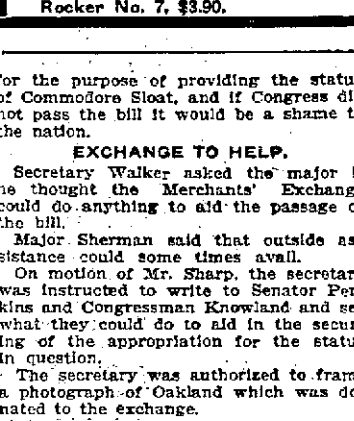 Rocker No. 7, $3.90.
for the purpose of providing the statu
of Commodore Sloat, and if Congress di
not pass the bill it would be a shame t
the nation.
EXCHANGE TO HELP.
Secretary Walker asked the major i
he thought the Merchants' Exchang
could do anything to aid the passage o
the bill.
Major Sherman said that outside as
sistance could some times avail.
On motion of Mr. Sharp, the secretar
was instructed to write to Senator Per
kins and Congressman Knowland and se
what they could do to aid in the secur
ing of the appropriation for the statu
in question.
The secretary was authorized to fram
a photograph of Oakland which was do
nated to the exchange.